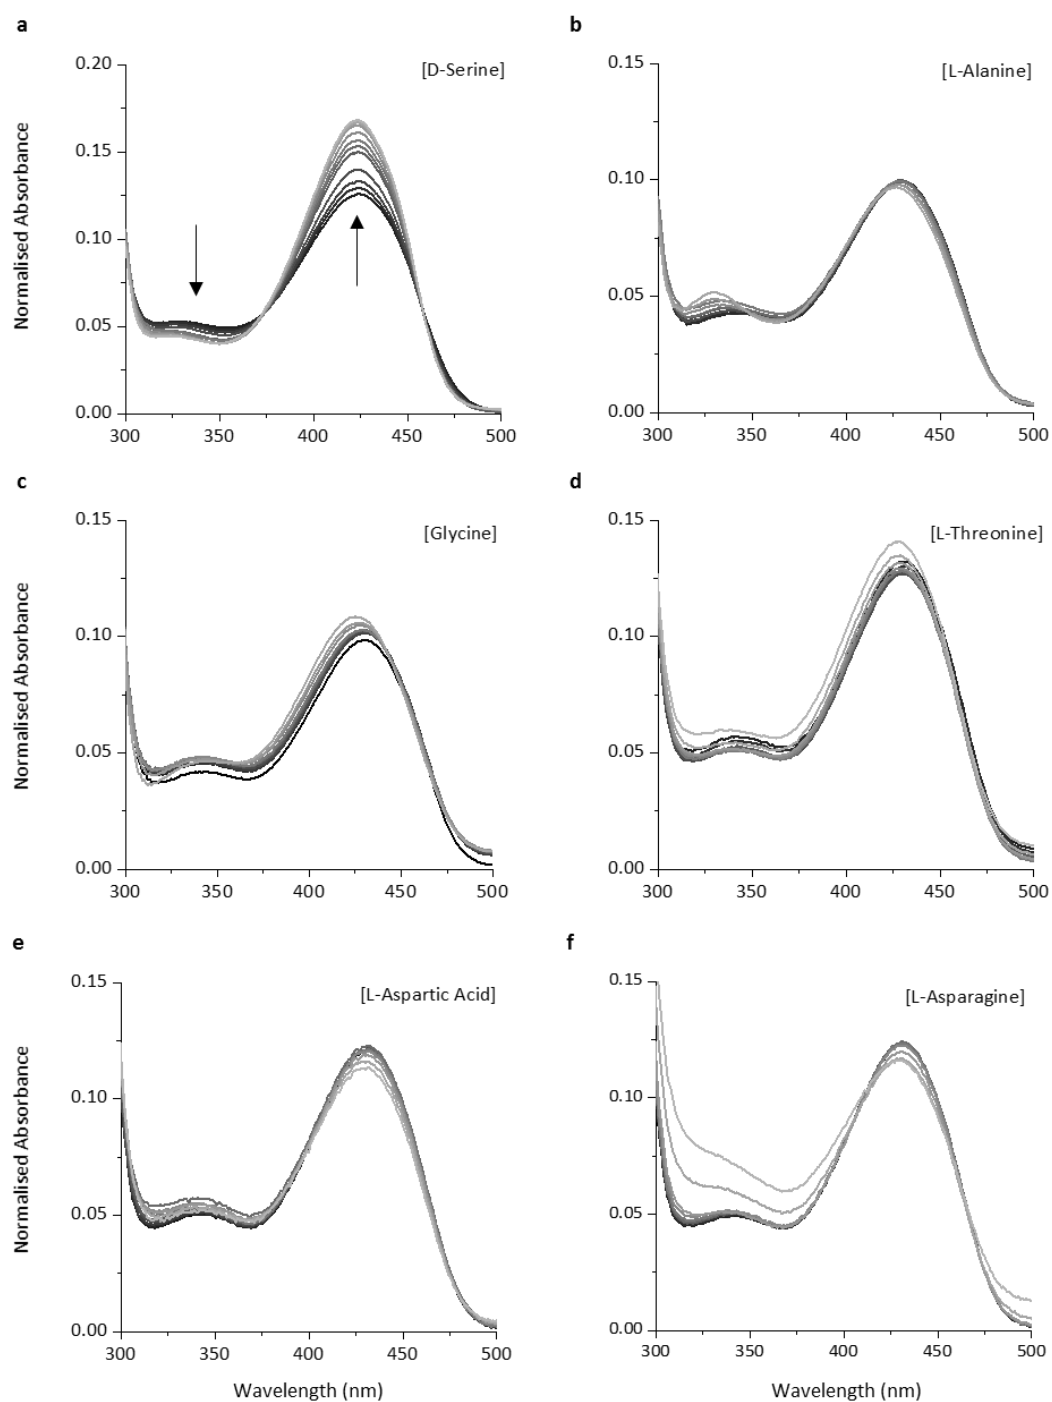 a
[D-Serine]
Normalised Absorbance
0.20
0.15
0.10
0.05
0.00
300 350 400 450 500
b
[L-Alanine]
0.15
0.10
0.05
0.00
300 350 400 450 500
c
[Glycine]
Normalised Absorbance
0.15
0.10
0.05
0.00
300 350 400 450 500
d
[L-Threonine]
0.15
0.10
0.05
0.00
300 350 400 450 500
e
[L-Aspartic Acid]
Normalised Absorbance
0.15
0.10
0.05
0.00
300 350 400 450 500
Wavelength (nm)
f
[L-Asparagine]
0.15
0.10
0.05
0.00
300 350 400 450 500
Wavelength (nm)